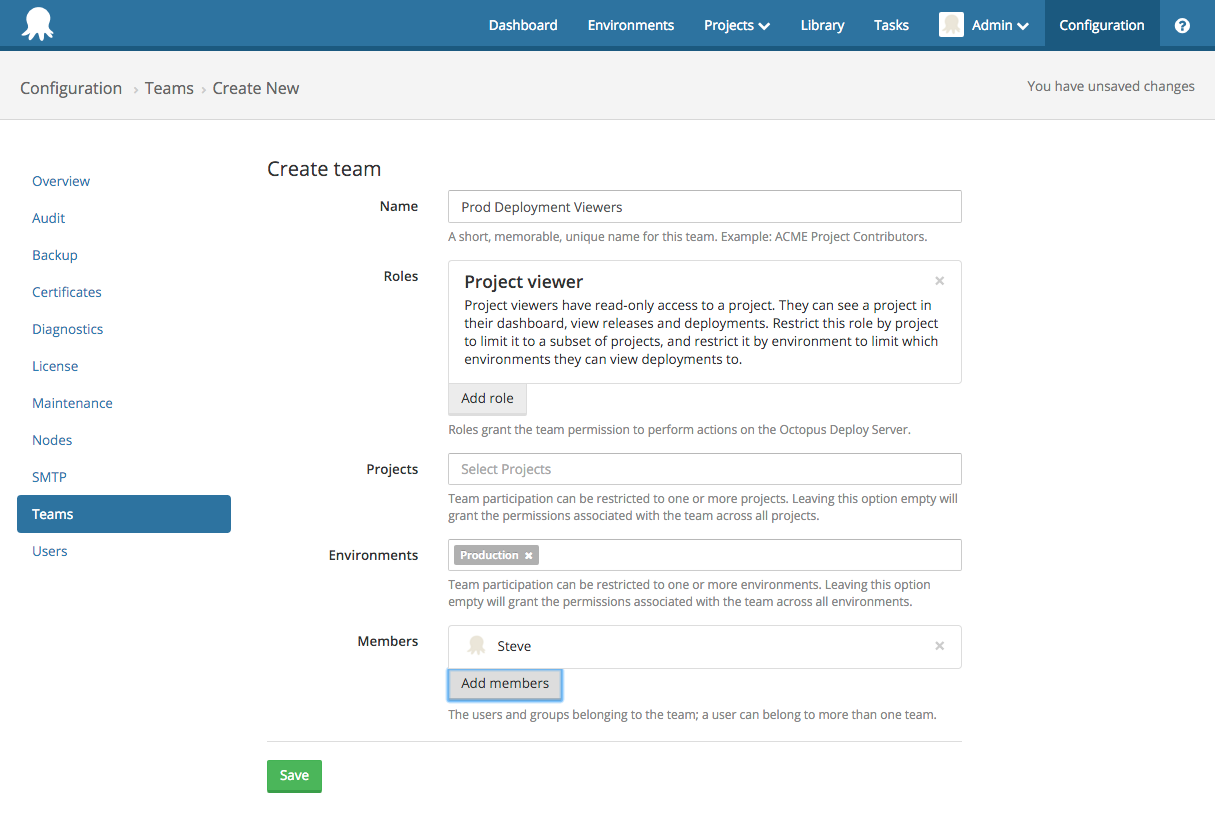 Dashboard Environments Projects Library Tasks Admin Configuration ?
Configuration › Teams › Create New
You have unsaved changes
Overview
Audit
Backup
Certificates
Diagnostics
License
Maintenance
Nodes
SMTP
Teams
Users
Create team
Name
Prod Deployment Viewers
A short, memorable, unique name for this team. Example: ACME Project Contributors.
Roles
Project viewer ×
Project viewers have read-only access to a project. They can see a project in
their dashboard, view releases and deployments. Restrict this role by project
to limit it to a subset of projects, and restrict it by environment to limit which
environments they can view deployments to.
Add role
Roles grant the team permission to perform actions on the Octopus Deploy Server.
Projects
Select Projects
Team participation can be restricted to one or more projects. Leaving this option empty will
grant the permissions associated with the team across all projects.
Environments
Production ×
Team participation can be restricted to one or more environments. Leaving this option
empty will grant the permissions associated with the team across all environments.
Members
Steve ×
Add members
The users and groups belonging to the team; a user can belong to more than one team.
Save